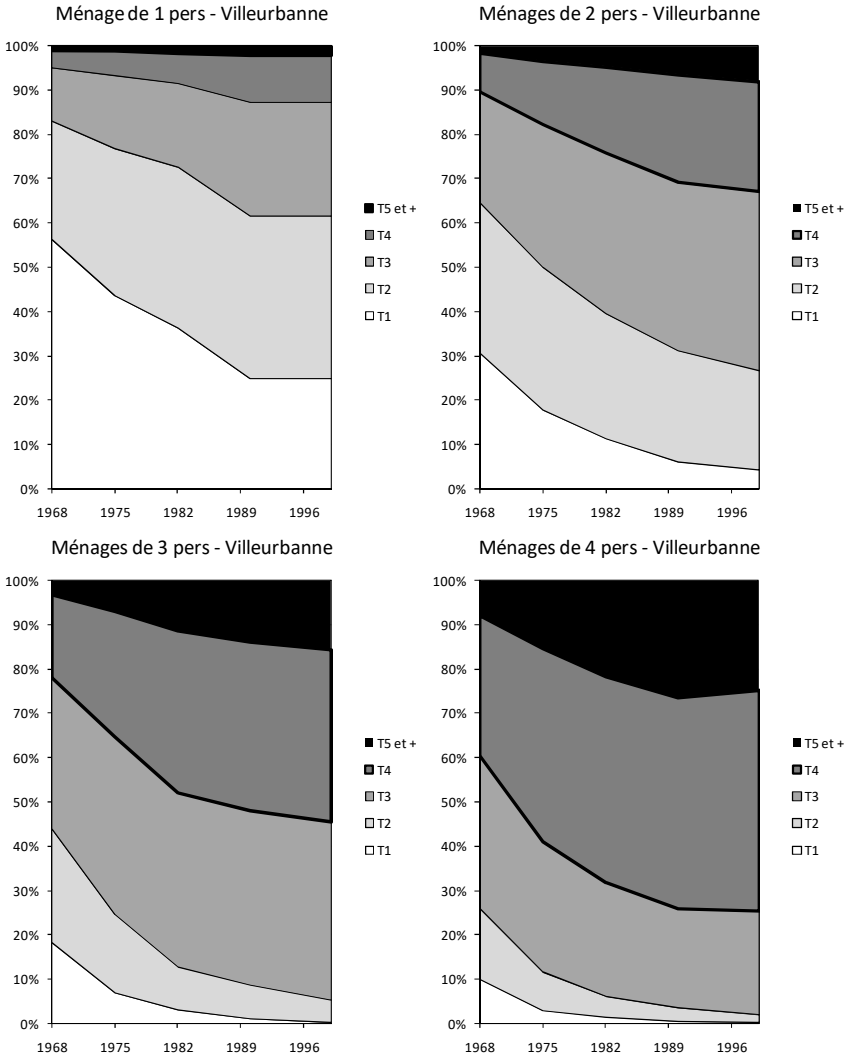 Ménage de 1 pers - Villeurbanne
100%
90%
80%
70%
60%
50%
40%
30%
20%
10%
0%
1968 1975 1982 1989 1996
T5 et +
T4
T3
T2
T1
Ménages de 2 pers - Villeurbanne
100%
90%
80%
70%
60%
50%
40%
30%
20%
10%
0%
1968 1975 1982 1989 1996
T5 et +
T4
T3
T2
T1
Ménages de 3 pers - Villeurbanne
100%
90%
80%
70%
60%
50%
40%
30%
20%
10%
0%
1968 1975 1982 1989 1996
T5 et +
T4
T3
T2
T1
Ménages de 4 pers - Villeurbanne
100%
90%
80%
70%
60%
50%
40%
30%
20%
10%
0%
1968 1975 1982 1989 1996
T5 et +
T4
T3
T2
T1